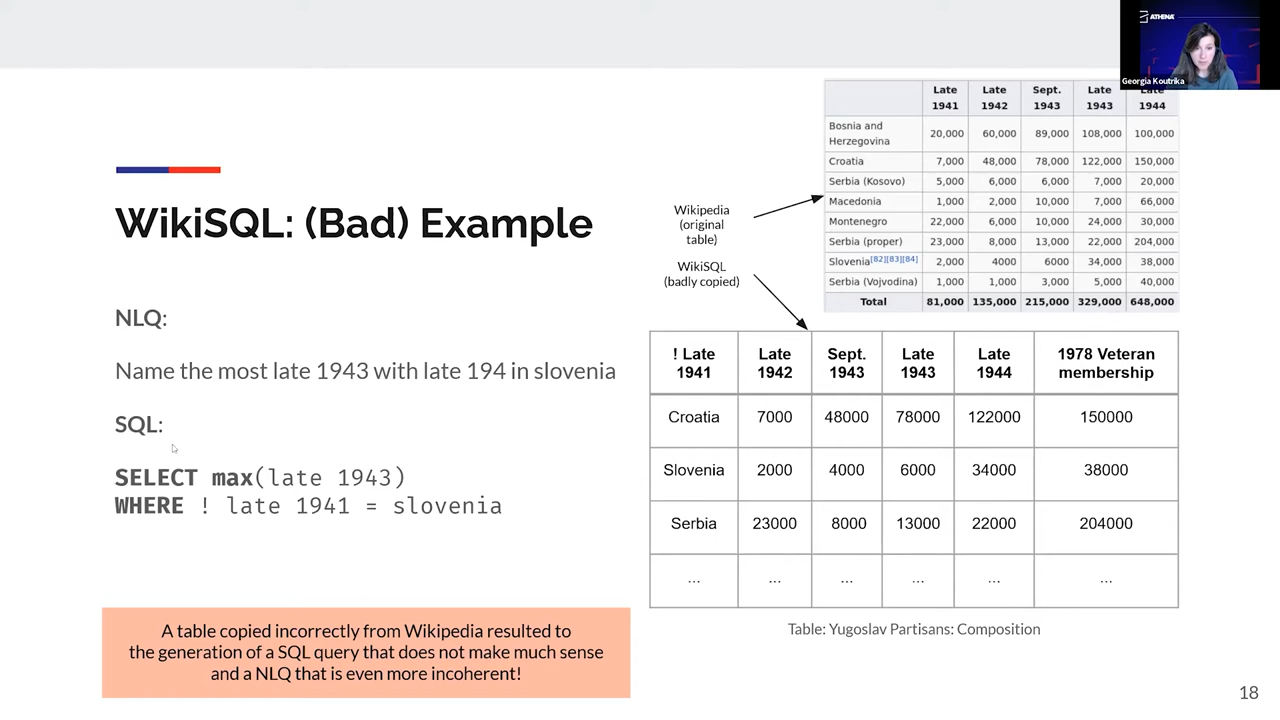 ATHENA
Georgia Koutrika
WikiSQL: (Bad) Example
NLQ:
Name the most late 1943 with late 194 in slovenia
SQL:
SELECT max(late 1943)
WHERE ! late 1941 = slovenia
A table copied incorrectly from Wikipedia resulted to
the generation of a SQL query that does not make much sense
and a NLQ that is even more incoherent!
Wikipedia
(original
table)
WikiSQL
(badly copied)
Late 1941 Late 1942 Sept. 1943 Late 1943 Late 1944
Bosnia and Herzegovina 20,000 60,000 89,000 108,000 100,000
Croatia 7,000 48,000 78,000 122,000 150,000
Serbia (Kosovo) 5,000 6,000 6,000 7,000 20,000
Macedonia 1,000 2,000 10,000 7,000 66,000
Montenegro 22,000 6,000 10,000 24,000 30,000
Serbia (proper) 23,000 8,000 13,000 22,000 204,000
Slovenia[82][83][84] 2,000 4000 6000 34,000 38,000
Serbia (Vojvodina) 1,000 1,000 3,000 5,000 40,000
Total 81,000 135,000 215,000 329,000 648,000
! Late 1941 Late 1942 Sept. 1943 Late 1943 Late 1944 1978 Veteran membership
Croatia 7000 48000 78000 122000 150000
Slovenia 2000 4000 6000 34000 38000
Serbia 23000 8000 13000 22000 204000
... ... ... ... ... ...
Table: Yugoslav Partisans: Composition
18